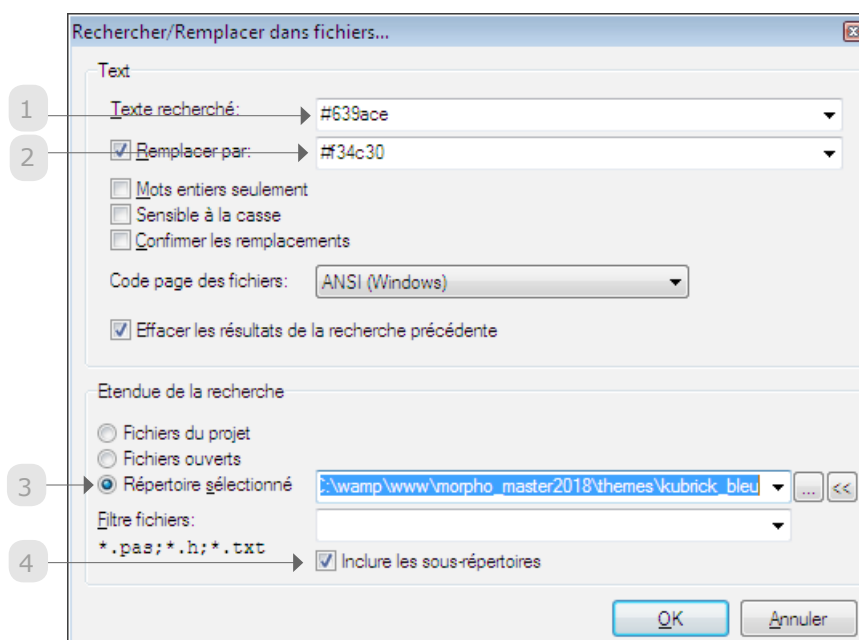 Rechercher/Remplacer dans fichiers...
Text
1 Texte recherché: #639ace
2 Remplacer par: #f34c30
Mots entiers seulement
Sensible à la casse
Confirmer les remplacements
Code page des fichiers: ANSI (Windows)
Effacer les résultats de la recherche précédente
Etendue de la recherche
Fichiers du projet
Fichiers ouverts
3 Répertoire sélectionné C:\wamp\www\morpho_master2018\themes\kubrick_bleu ... <<
Filtre fichiers:
*.pas;*.h;*.txt
4 Inclure les sous-répertoires
OK Annuler